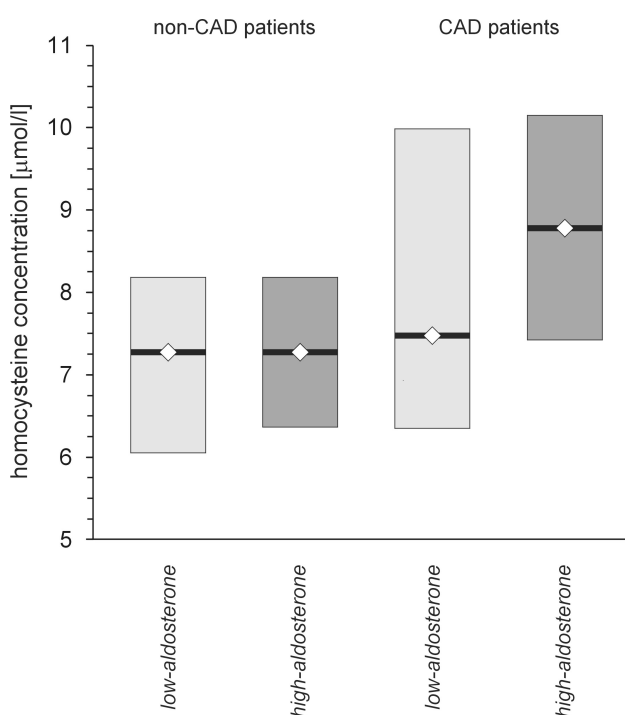 non-CAD patients
CAD patients
homocysteine concentration [μmol/l]
11
10
9
8
7
6
5
low-aldosterone
high-aldosterone
low-aldosterone
high-aldosterone